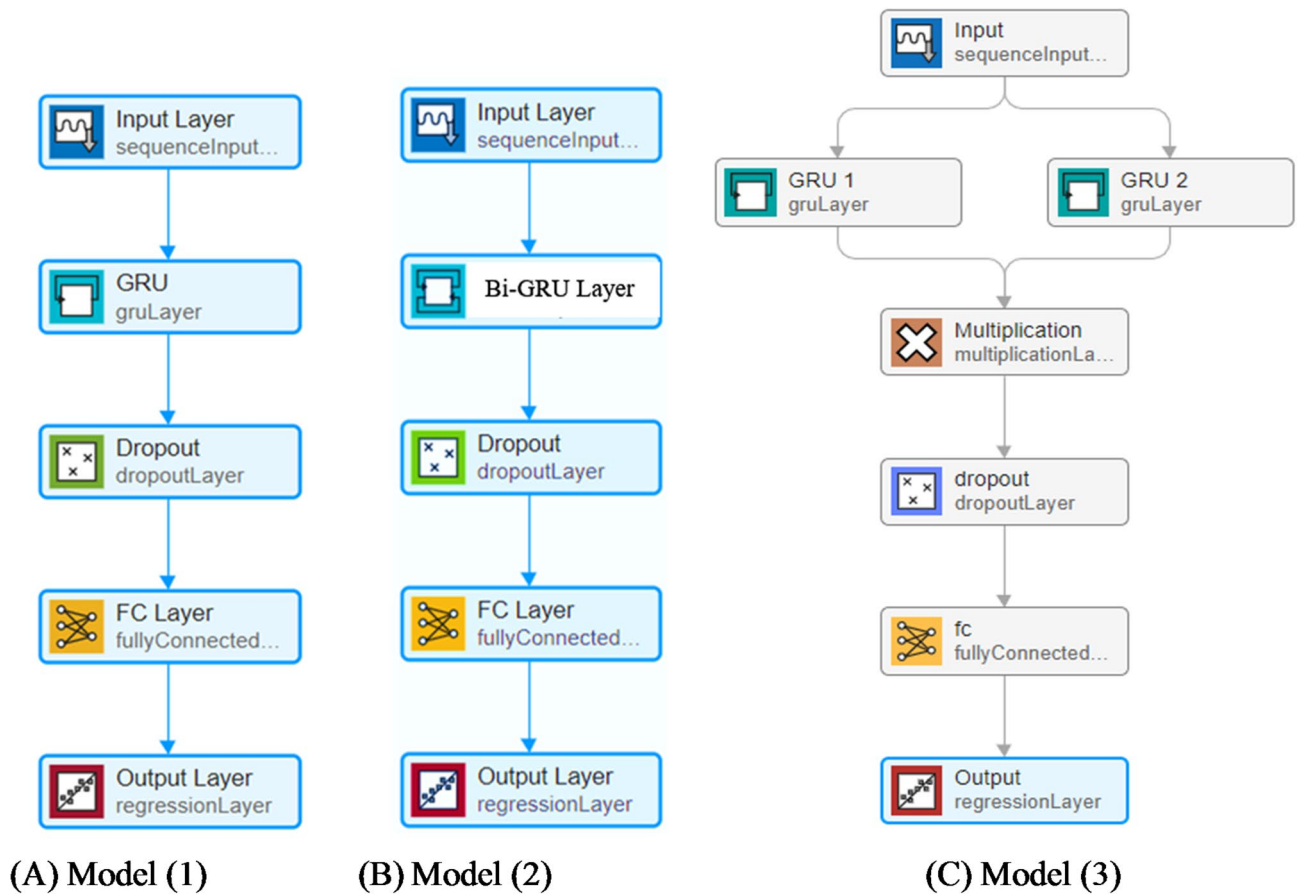 Input Layer
sequenceInput...
GRU
gruLayer
Dropout
dropoutLayer
FC Layer
fullyConnected...
Output Layer
regressionLayer
(A) Model (1)
Input Layer
sequenceInput...
Bi-GRU Layer
Dropout
dropoutLayer
FC Layer
fullyConnected...
Output Layer
regressionLayer
(B) Model (2)
Input
sequenceInput...
GRU 1
gruLayer
GRU 2
gruLayer
Multiplication
multiplicationLa...
dropout
dropoutLayer
fc
fullyConnected...
Output
regressionLayer
(C) Model (3)